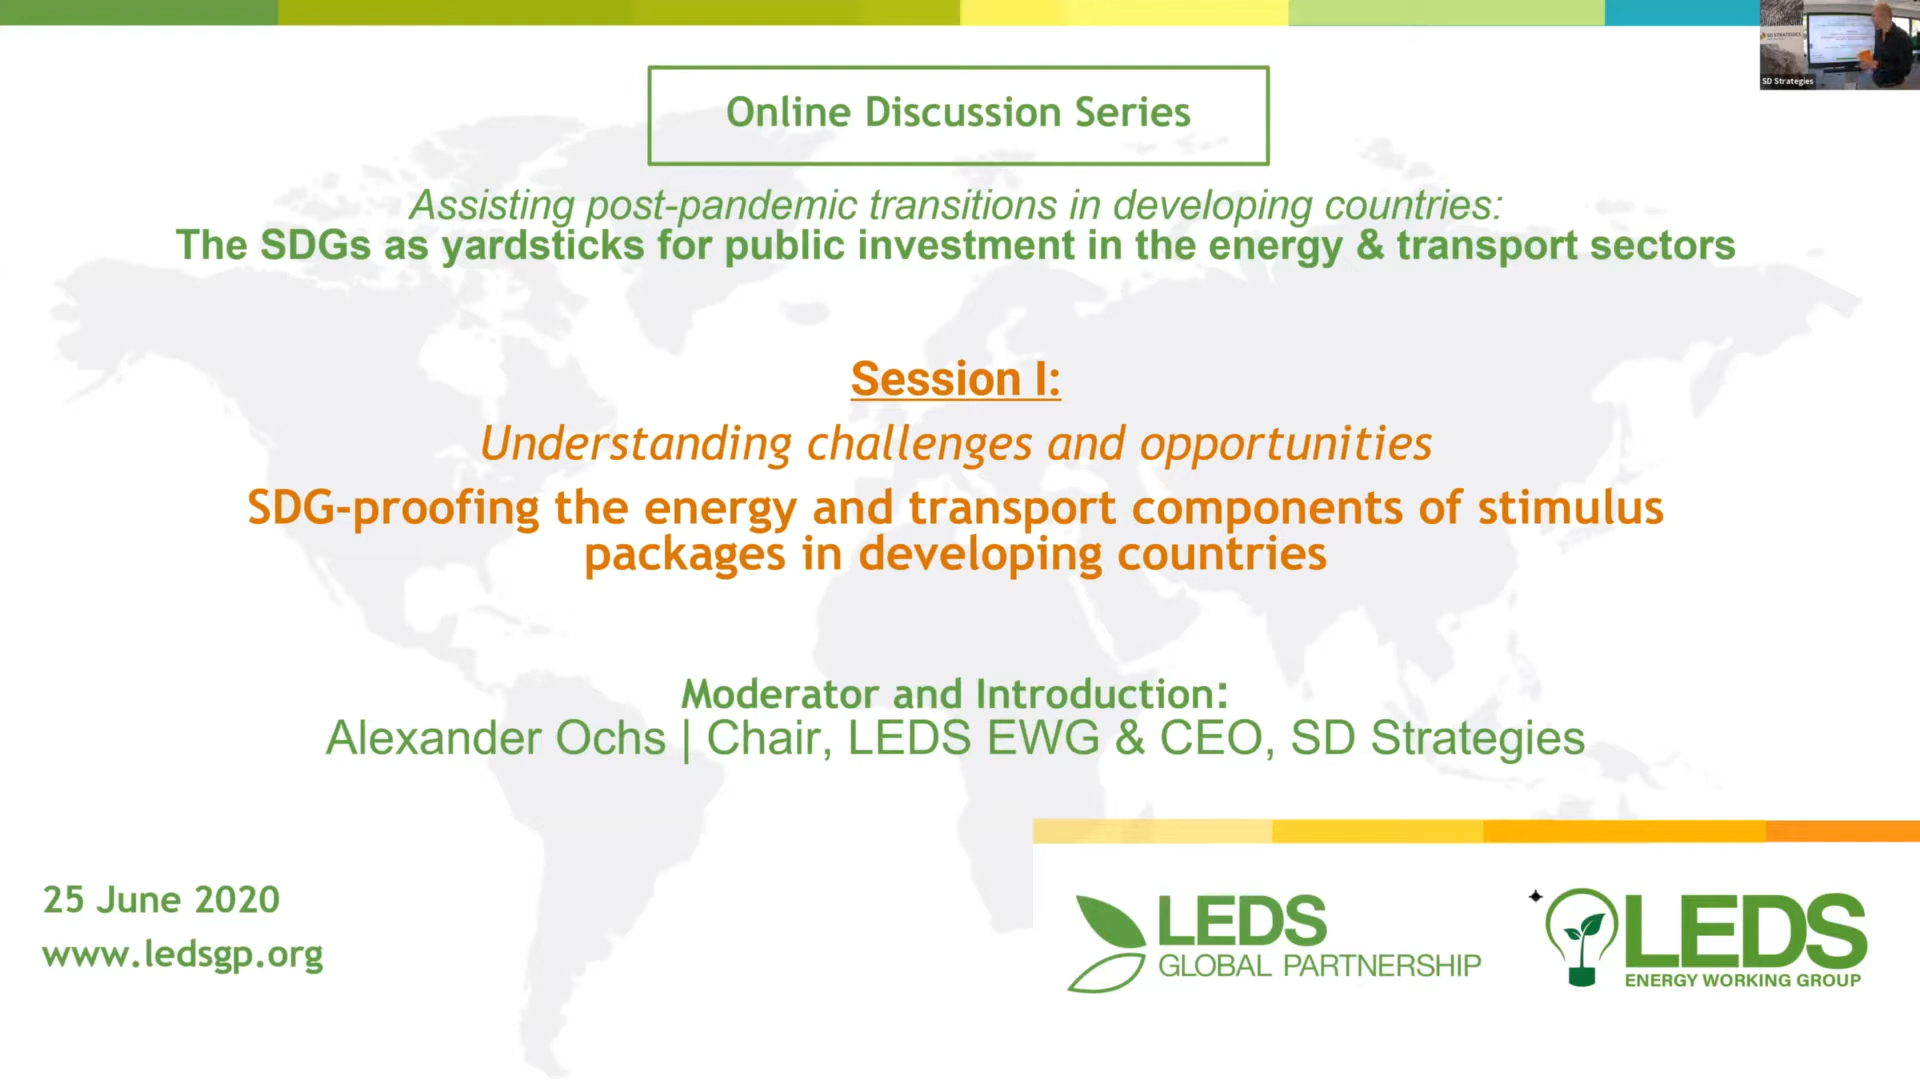 SD STRATEGIES
SD Strategies
Online Discussion Series
Assisting post-pandemic transitions in developing countries:
The SDGs as yardsticks for public investment in the energy & transport sectors
Session I:
Understanding challenges and opportunities
SDG-proofing the energy and transport components of stimulus
packages in developing countries
Moderator and Introduction:
Alexander Ochs | Chair, LEDS EWG & CEO, SD Strategies
25 June 2020
www.ledsgp.org
LEDS
GLOBAL PARTNERSHIP
LEDS
ENERGY WORKING GROUP